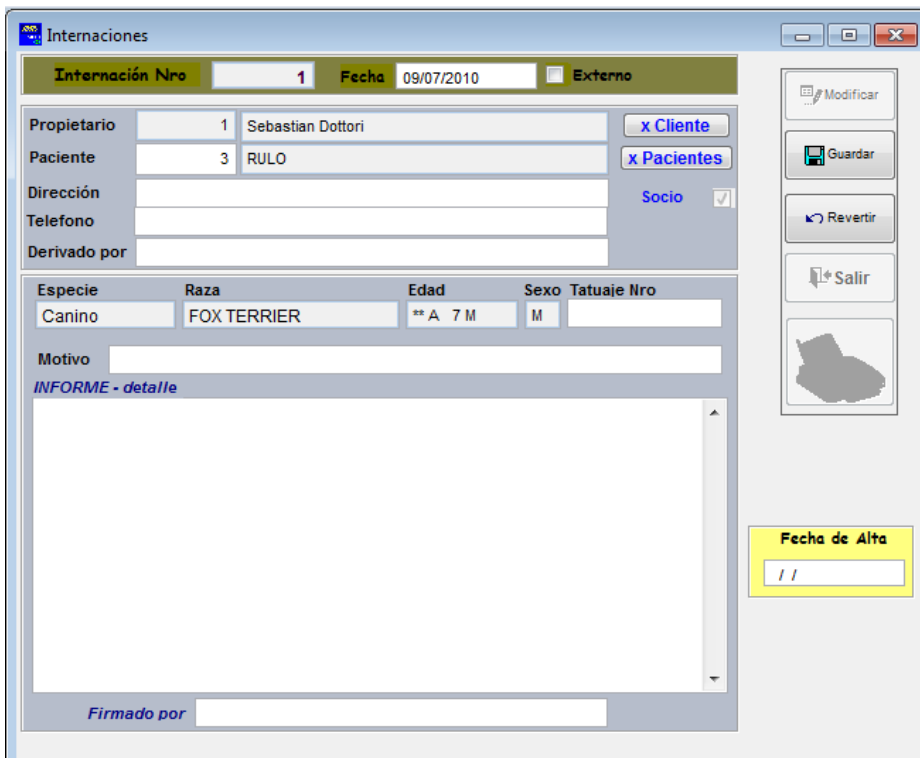 Internaciones
Internación Nro 1 Fecha 09/07/2010 Externo
Modificar
Propietario 1 Sebastian Dottori x Cliente
Paciente 3 RULO x Pacientes
Guardar
Dirección
Socio
Telefono
Revertir
Derivado por
Salir
Especie Raza Edad Sexo Tatuaje Nro
Canino FOX TERRIER ** A 7 M M
Motivo
INFORME - detalle
Fecha de Alta
/ /
Firmado por